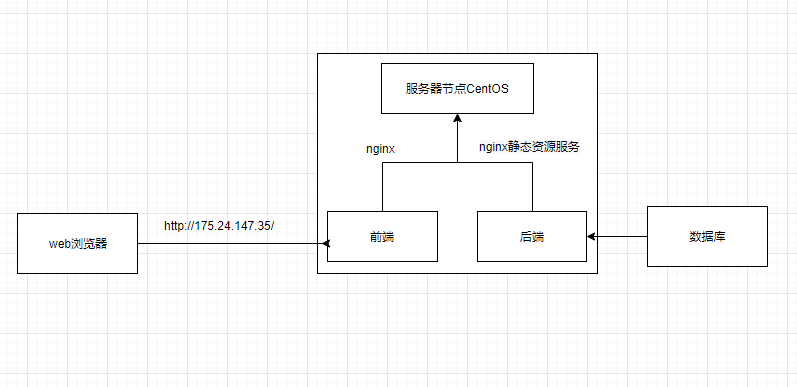 服务器节点CentOS
nginx
nginx静态资源服务
http://175.24.147.35/
web浏览器
前端
后端
数据库